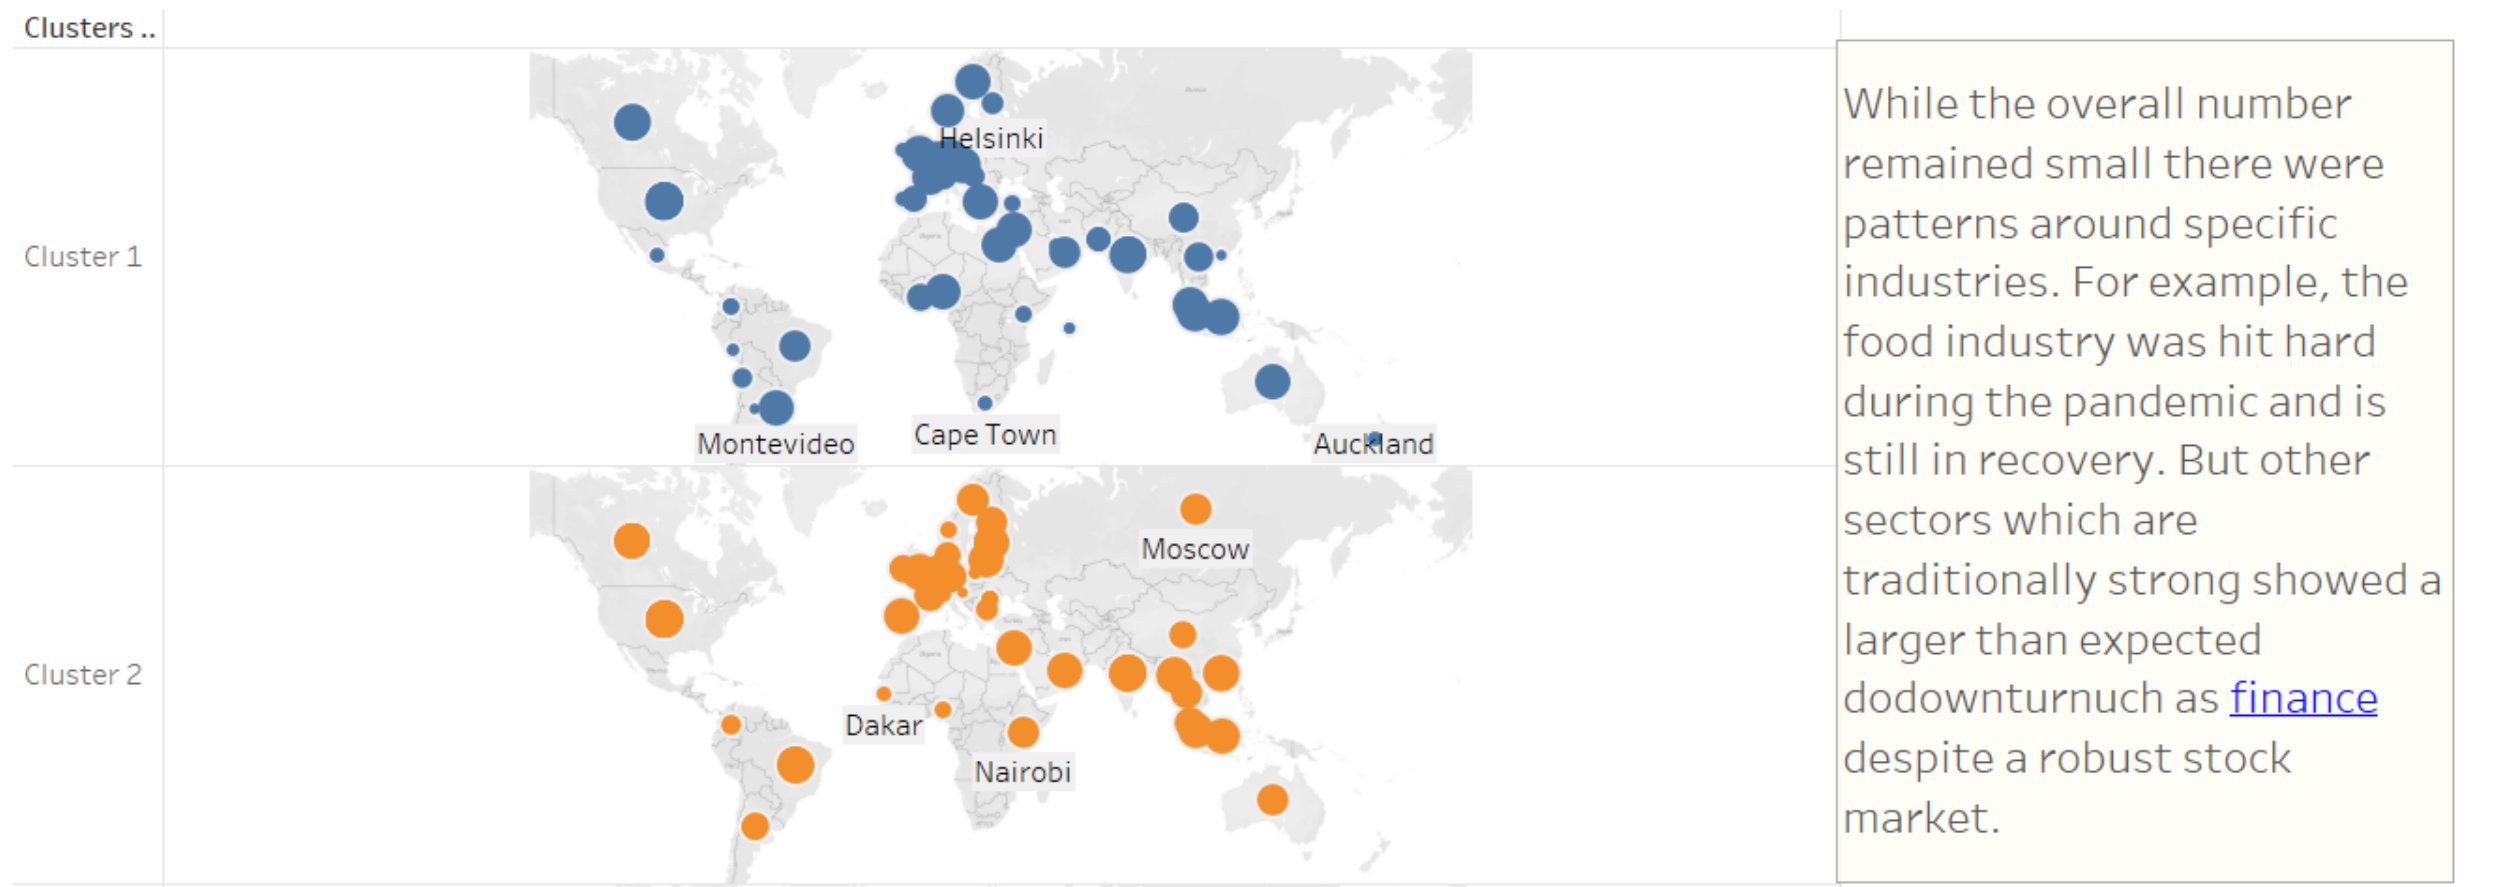 Clusters ..
Cluster 1
Helsinki
Montevideo
Cape Town
Auckland
Cluster 2
Moscow
Dakar
Nairobi
While the overall number
remained small there were
patterns around specific
industries. For example, the
food industry was hit hard
during the pandemic and is
still in recovery. But other
sectors which are
traditionally strong showed a
larger than expected
dodownturnuch as finance
despite a robust stock
market.